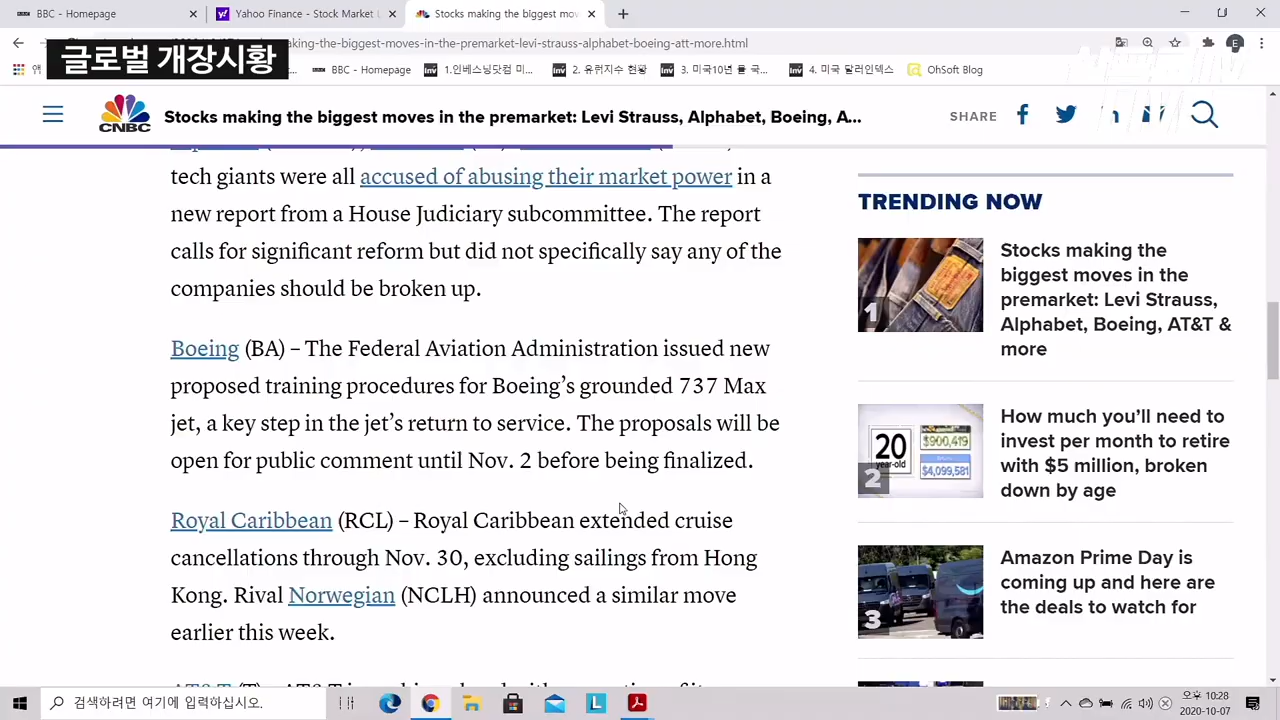 BBC - Homepage
Yahoo Finance - Stock
Stocks making the biggest mov
글로벌 개장시황
aking-the-biggest-moves-in-the-premarket-levi-strauss-alphabet-boeing-att-more.html
BBC - Homepage
1.인베스닝닷컴 미...
2. 유뤕지수 현황
3. 미국10년 률 국...
4. 미국 달러인덱스
OhSoft Blog
CNBC
Stocks making the biggest moves in the premarket: Levi Strauss, Alphabet, Boeing, A...
SHARE
tech giants were all accused of abusing their market power in a
new report from a House Judiciary subcommittee. The report
calls for significant reform but did not specifically say any of the
companies should be broken up.
Boeing (BA) – The Federal Aviation Administration issued new
proposed training procedures for Boeing’s grounded 737 Max
jet, a key step in the jet’s return to service. The proposals will be
open for public comment until Nov. 2 before being finalized.
Royal Caribbean (RCL) – Royal Caribbean extended cruise
cancellations through Nov. 30, excluding sailings from Hong
Kong. Rival Norwegian (NCLH) announced a similar move
earlier this week.
TRENDING NOW
1
Stocks making the
biggest moves in the
premarket: Levi Strauss,
Alphabet, Boeing, AT&T &
more
20
year-old
$900,419
$4,099,581
2
How much you’ll need to
invest per month to retire
with $5 million, broken
down by age
3
Amazon Prime Day is
coming up and here are
the deals to watch for
검색하려면 여기에 입력하십시오.
오후 10:28
2020-10-07